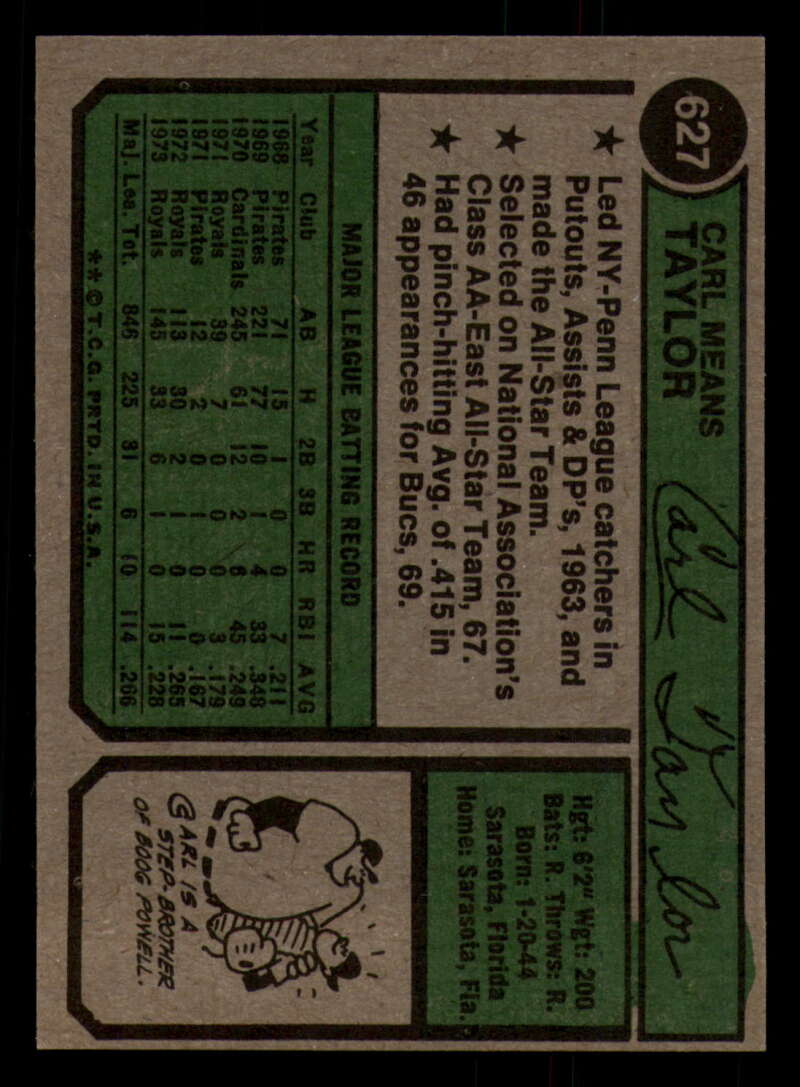 627
CARL MEANS
TAYLOR
Carl Taylor
★ Led NY-Penn League catchers in
Putouts, Assists & DP's, 1963, and
made the All-Star Team.
★ Selected on National Association's
Class AA-East All-Star Team, 67.
★ Had pinch-hitting Avg. of .415 in
46 appearances for Bucs, 69.
MAJOR LEAGUE BATTING RECORD
Year Club AB H 2B 3B HR RBI AVG
1968 Pirates 71 15 1 0 0 7 .211
1969 Pirates 221 77 10 1 4 33 .348
1970 Cardinals 245 61 12 2 6 45 .249
1971 Royals 39 7 0 0 0 3 .179
1971 Pirates 12 2 0 1 0 0 .167
1972 Royals 113 30 2 1 0 11 .265
1973 Royals 145 33 6 1 0 15 .228
Maj. Lea. Tot. 846 225 31 6 10 114 .266
**©T.C.G. PRTD. IN U.S.A.
Hgt: 6'2" Wgt: 200
Bats: R. Throws: R.
Born: 1-20-44
Sarasota, Florida
Home: Sarasota, Fla.
CARL IS A
STEP-BROTHER
OF BOOG POWELL.